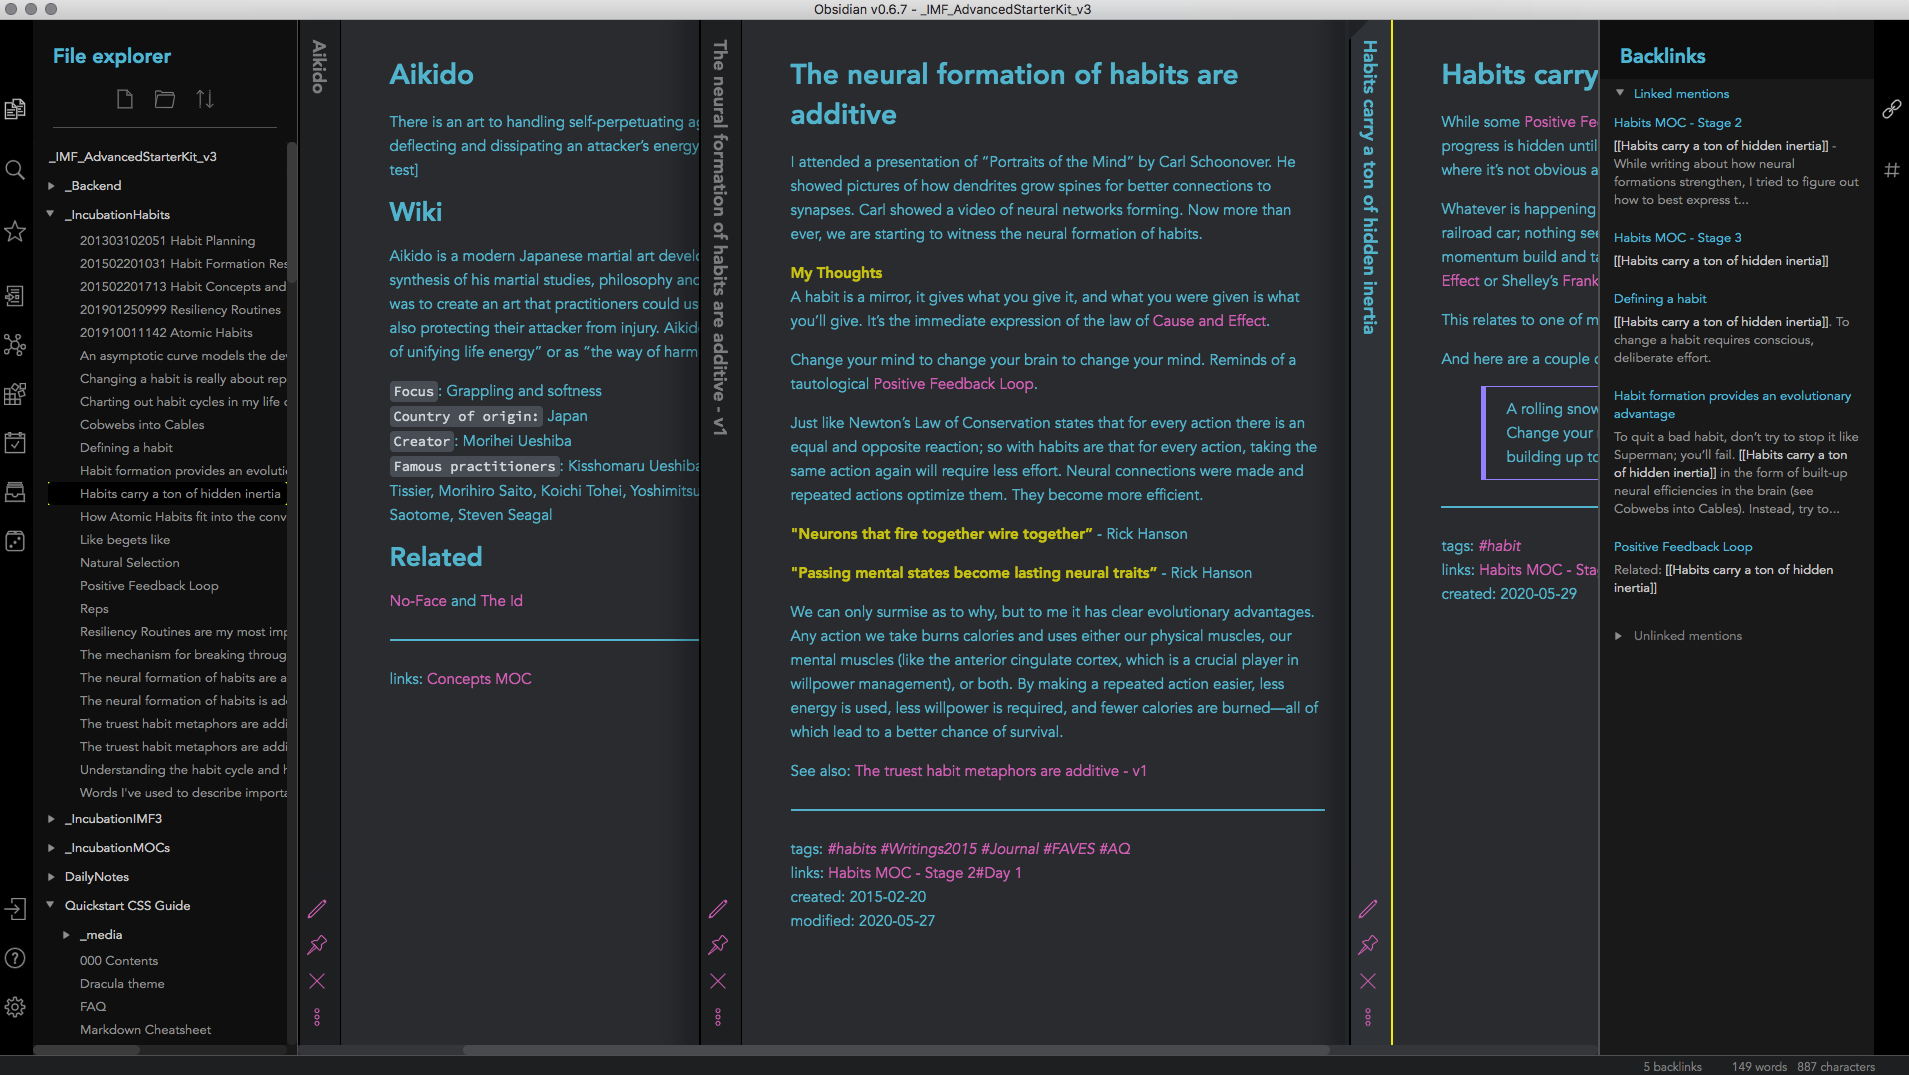 Obsidian v0.6.7 - _IMF_AdvancedStarterKit_v3
File explorer
_IMF_AdvancedStarterKit_v3
_Backend
_IncubationHabits
201303102051 Habit Planning
201502201031 Habit Formation Res
201502201713 Habit Concepts and
201901250999 Resiliency Routines
201910011142 Atomic Habits
An asymptotic curve models the de
Changing a habit is really about rep
Charting out habit cycles in my life
Cobwebs into Cables
Defining a habit
Habit formation provides an evoluti
Habits carry a ton of hidden inertia
How Atomic Habits fit into the conv
Like begets like
Natural Selection
Positive Feedback Loop
Reps
Resiliency Routines are my most imp
The mechanism for breaking throug
The neural formation of habits are a
The neural formation of habits is ad
The truest habit metaphors are addi
The truest habit metaphors are addi
Understanding the habit cycle and h
Words I've used to describe importa
_IncubationIMF3
_IncubationMOCs
DailyNotes
Quickstart CSS Guide
_media
000 Contents
Dracula theme
FAQ
Markdown Cheatsheet
Aikido
Aikido
There is an art to handling self-perpetuating a
deflecting and dissipating an attacker's energy
test]
Wiki
Aikido is a modern Japanese martial art devel
synthesis of his martial studies, philosophy and
was to create an art that practitioners could us
also protecting their attacker from injury. Aikid
of unifying life energy” or as “the way of harm
Focus: Grappling and softness
Country of origin: Japan
Creator: Morihei Ueshiba
Famous practitioners: Kisshomaru Ueshiba
Tissier, Morihiro Saito, Koichi Tohei, Yoshimitsu
Saotome, Steven Seagal
Related
No-Face and The Id
links: Concepts MOC
The neural formation of habits are additive - v1
The neural formation of habits are
additive
I attended a presentation of “Portraits of the Mind” by Carl Schoonover. He
showed pictures of how dendrites grow spines for better connections to
synapses. Carl showed a video of neural networks forming. Now more than
ever, we are starting to witness the neural formation of habits.
My Thoughts
A habit is a mirror, it gives what you give it, and what you were given is what
you’ll give. It’s the immediate expression of the law of Cause and Effect.
Change your mind to change your brain to change your mind. Reminds of a
tautological Positive Feedback Loop.
Just like Newton’s Law of Conservation states that for every action there is an
equal and opposite reaction; so with habits are that for every action, taking the
same action again will require less effort. Neural connections were made and
repeated actions optimize them. They become more efficient.
"Neurons that fire together wire together” - Rick Hanson
"Passing mental states become lasting neural traits” - Rick Hanson
We can only surmise as to why, but to me it has clear evolutionary advantages.
Any action we take burns calories and uses either our physical muscles, our
mental muscles (like the anterior cingulate cortex, which is a crucial player in
willpower management), or both. By making a repeated action easier, less
energy is used, less willpower is required, and fewer calories are burned—all of
which lead to a better chance of survival.
See also: The truest habit metaphors are additive - v1
tags: #habits #Writings2015 #Journal #FAVES #AQ
links: Habits MOC - Stage 2#Day 1
created: 2015-02-20
modified: 2020-05-27
Habits carry a ton of hidden inertia
Habits carry
While some Positive Fe
progress is hidden until
where it’s not obvious a
Whatever is happening
railroad car; nothing see
momentum build and ta
Effect or Shelley’s Frank
This relates to one of m
And here are a couple
A rolling snow
Change your
building up to
tags: #habit
links: Habits MOC - Sta
created: 2020-05-29
Backlinks
Linked mentions
Habits MOC - Stage 2
[[Habits carry a ton of hidden inertia]] -
While writing about how neural
formations strengthen, I tried to figure out
how to best express t...
Habits MOC - Stage 3
[[Habits carry a ton of hidden inertia]]
Defining a habit
[[Habits carry a ton of hidden inertia]]. To
change a habit requires conscious,
deliberate effort.
Habit formation provides an evolutionary
advantage
To quit a bad habit, don’t try to stop it like
Superman; you’ll fail. [[Habits carry a ton
of hidden inertia]] in the form of built-up
neural efficiencies in the brain (see
Cobwebs into Cables). Instead, try to...
Positive Feedback Loop
Related: [[Habits carry a ton of hidden
inertia]]
Unlinked mentions
5 backlinks 149 words 887 characters